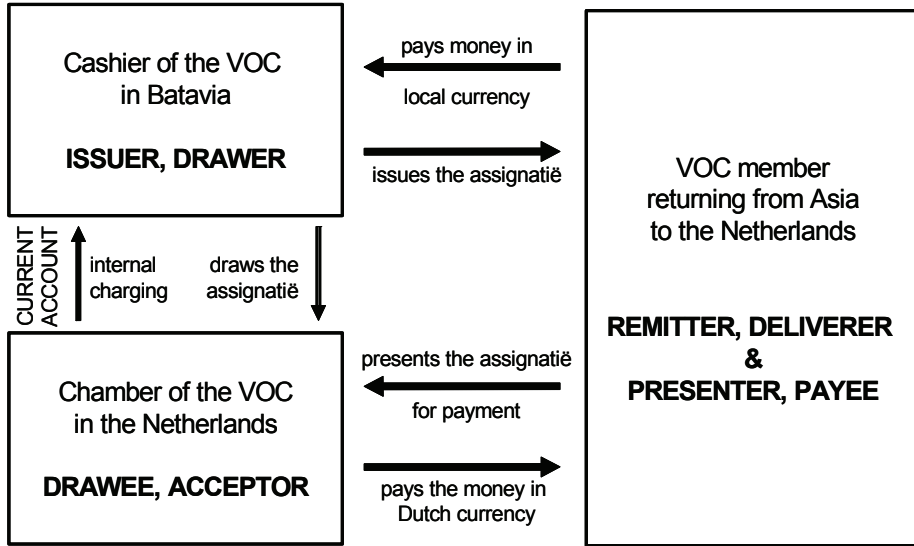 Cashier of the VOC
in Batavia
ISSUER, DRAWER
pays money in
local currency
issues the assignatië
VOC member
returning from Asia
to the Netherlands
REMITTER, DELIVERER
&
PRESENTER, PAYEE
CURRENT
ACCOUNT
internal
charging
draws the
assignatië
Chamber of the VOC
in the Netherlands
DRAWEE, ACCEPTOR
presents the assignatië
for payment
pays the money in
Dutch currency